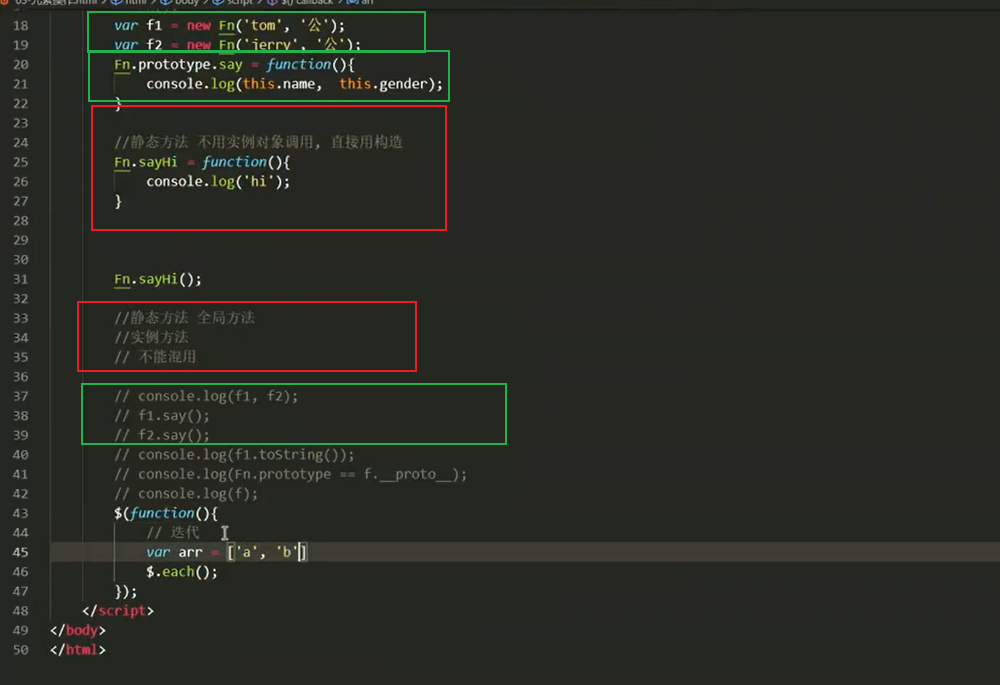 html > body > script > $() callback > arr
18 var f1 = new Fn('tom', '公');
19 var f2 = new Fn('jerry', '公');
20 Fn.prototype.say = function(){
21 console.log(this.name, this.gender);
22 }
23
24 //静态方法 不用实例对象调用, 直接用构造
25 Fn.sayHi = function(){
26 console.log('hi');
27 }
28
29
30
31 Fn.sayHi();
32
33 //静态方法 全局方法
34 //实例方法
35 // 不能混用
36
37 // console.log(f1, f2);
38 // f1.say();
39 // f2.say();
40 // console.log(f1.toString());
41 // console.log(Fn.prototype == f.__proto__);
42 // console.log(f);
43 $(function(){
44 // 迭代
45 var arr = ['a', 'b']
46 $.each();
47 });
48 </script>
49 </body>
50 </html>